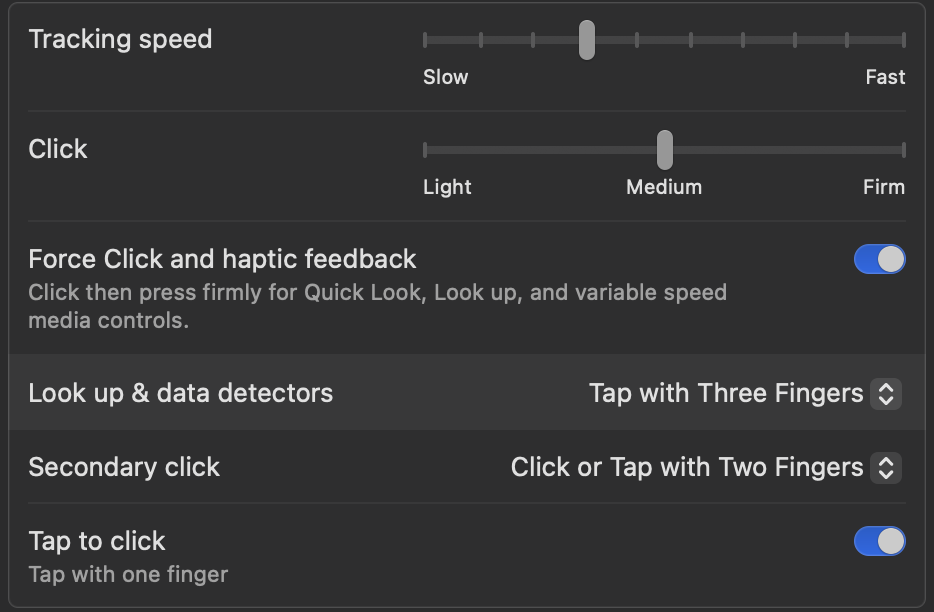 Tracking speed
Slow Fast
Click
Light Medium Firm
Force Click and haptic feedback
Click then press firmly for Quick Look, Look up, and variable speed
media controls.
Look up & data detectors Tap with Three Fingers
Secondary click Click or Tap with Two Fingers
Tap to click
Tap with one finger